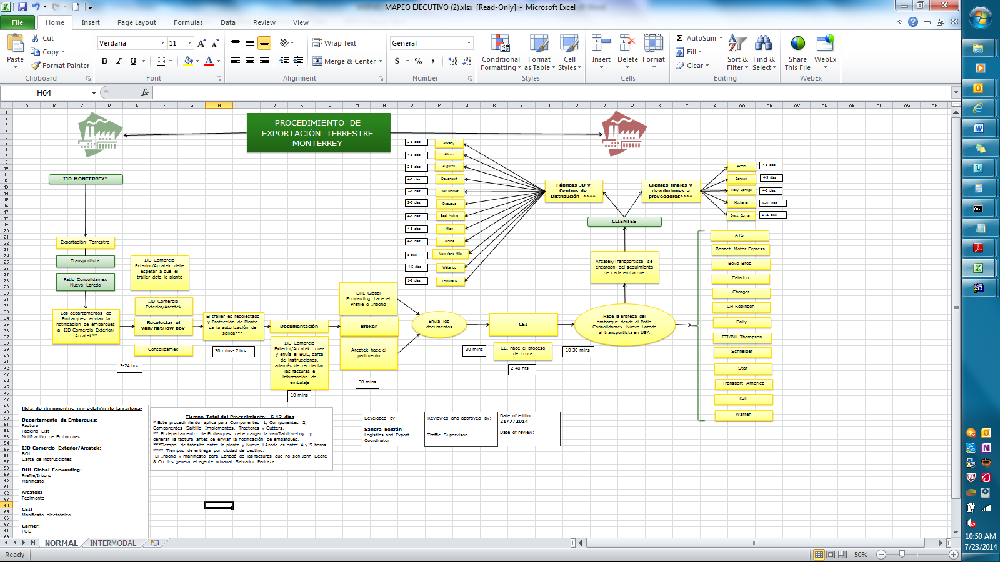 MAPEO EJECUTIVO (2).xlsx [Read-Only] - Microsoft Excel
File Home Insert Page Layout Formulas Data Review View
Paste
Cut
Copy
Format Painter
Clipboard
Verdana 11
B I U
Font
Wrap Text
Merge & Center
Alignment
General
$ % ,
Number
Conditional Formatting
Format as Table
Cell Styles
Styles
Insert Delete Format
Cells
AutoSum
Fill
Clear
Sort & Filter
Find & Select
Editing
Share This File
WebEx
WebEx
H64
fx
PROCEDIMIENTO DE
EXPORTACIÓN TERRESTRE
MONTERREY
IJD MONTERREY*
Exportación Terrestre
Transportista
Patio Consolidamex
Nuevo Laredo
Los departamentos de
Embarques envían la
notificación de embarques
a IJD Comercio Exterior/
Arcatek**
IJD Comercio
Exterior/Arcatek debe
esperar a que el
tráiler deje la planta
IJD Comercio
Exterior/Arcatek
Recolectar el
van/flat/low-boy
Consolidamex
3-24 hrs
El tráiler es recolectado
y Protección de Planta
da la autorización de
salida***
30 mins- 2 hrs
Documentación
IJD Comercio
Exterior/Arcatek crea
y envía el BOL, carta
de instrucciones,
además de recolectar
las facturas e
información de
embalaje
10 mins
DHL Global
Forwarding hace el
Prefile o Inbond
Broker
Arcatek hace el
pedimento
30 mins
Envía los
documentos
30 mins
CEI
CEI hace el proceso
de cruce
2-48 hrs
10-30 mins
Hace la entrega del
embarque desde el Patio
Consolidamex Nuevo Laredo
al transportista en USA
Arcatek/Transportista se
encargan del seguimiento
de cada embarque
CLIENTES
Fábricas JD y
Centros de
Distribución ****
Clientes finales y
devoluciones a
proveedores****
3-5 días Ankeny
4-5 días Allison
3-5 días Augusta
4-5 días Davenport
3-5 días Des Moines
3-5 días Dubuque
4-5 días East Moline
4-5 días Milan
4-5 días Moline
5 días New York Mills
4-5 días Waterloo
1-2 días Thibodaux
Akron 4-5 días
Benson 4-5 días
Holly Springs 4-5 días
Kitchener 6-10 días
Dest. Comar 6-15 días
ATS
Bennet Motor Express
Boyd Bros.
Celadon
Charger
CH Robinson
Daily
FTI/Bill Thompson
Schneider
Star
Transport America
TSH
Warren
Lista de documentos por eslabón de la cadena:
Departamento de Embarques:
Factura
Packing List
Notificación de Embarques
IJD Comercio Exterior/Arcatek:
BOL
Carta de instrucciones
DHL Global Forwarding:
Prefile/Inbond
Manifiesto
Arcatek:
Pedimento
CEI:
Manifiesto electrónico
Carrier:
POD
Tiempo Total del Procedimiento: 6-12 días.
* Este procedimiento aplica para Componentes 1, Componentes 2,
Componentes Saltillo, Implementos, Tractores y Cutters.
** El departamento de Embarques debe cargar la van/flat/low-boy y
generar la factura antes de enviar la notificación de embarques.
***Tiempo de tránsito entre la planta y Nuevo LAredo es entre 4 y 5 horas.
**** Tiempos de entrega por ciudad de destino.
-El Inbond y manifiesto para Canadá de las facturas que no son John Deere
& Co. los genera el agente aduanal Salvador Pedraza.
Developed by:
Sandra Beltrán
Logistics and Export
Coordinator
Reviewed and approved by:
Traffic Supervisor
Date of edition:
21/7/2014
Date of review:
NORMAL INTERMODAL
Ready
50%
10:50 AM
7/23/2014